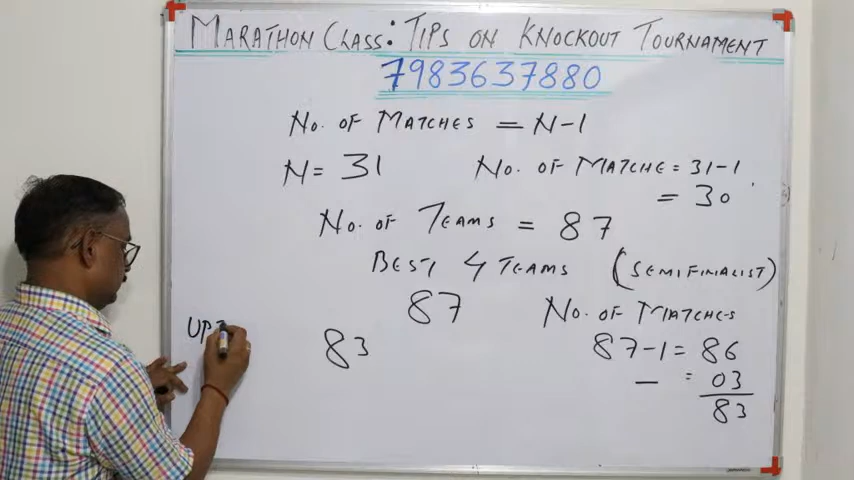 MARATHON CLASS: TIPS ON KNOCKOUT TOURNAMENT
7983637880
NO. OF MATCHES = N-1
N = 31 NO. OF MATCHE = 31-1
= 30
NO. OF TEAMS = 87
BEST 4 TEAMS (SEMIFINALIST)
87 NO. OF MATCHES
UP 83 87-1 = 86
— = 03
83